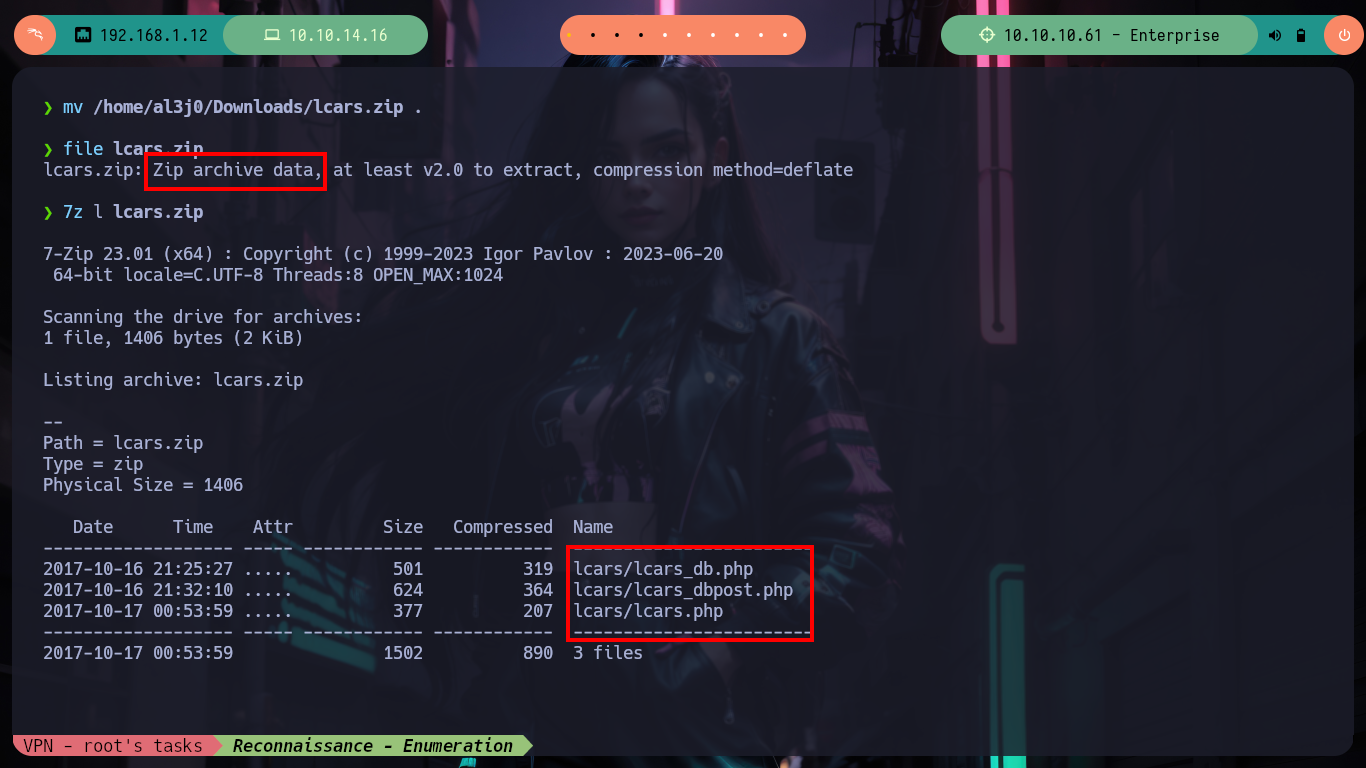 192.168.1.12
10.10.14.16
10.10.10.61 - Enterprise
❯ mv /home/al3j0/Downloads/lcars.zip .
❯ file lcars.zip
lcars.zip: Zip archive data, at least v2.0 to extract, compression method=deflate
❯ 7z l lcars.zip
7-Zip 23.01 (x64) : Copyright (c) 1999-2023 Igor Pavlov : 2023-06-20
 64-bit locale=C.UTF-8 Threads:8 OPEN_MAX:1024
Scanning the drive for archives:
1 file, 1406 bytes (2 KiB)
Listing archive: lcars.zip
--
Path = lcars.zip
Type = zip
Physical Size = 1406
   Date      Time    Attr         Size   Compressed  Name
------------------- ----- ------------ ------------  ------------------------
2017-10-16 21:25:27 .....          501          319  lcars/lcars_db.php
2017-10-16 21:32:10 .....          624          364  lcars/lcars_dbpost.php
2017-10-17 00:53:59 .....          377          207  lcars/lcars.php
------------------- ----- ------------ ------------  ------------------------
2017-10-17 00:53:59               1502          890  3 files
VPN - root's tasks
Reconnaissance - Enumeration